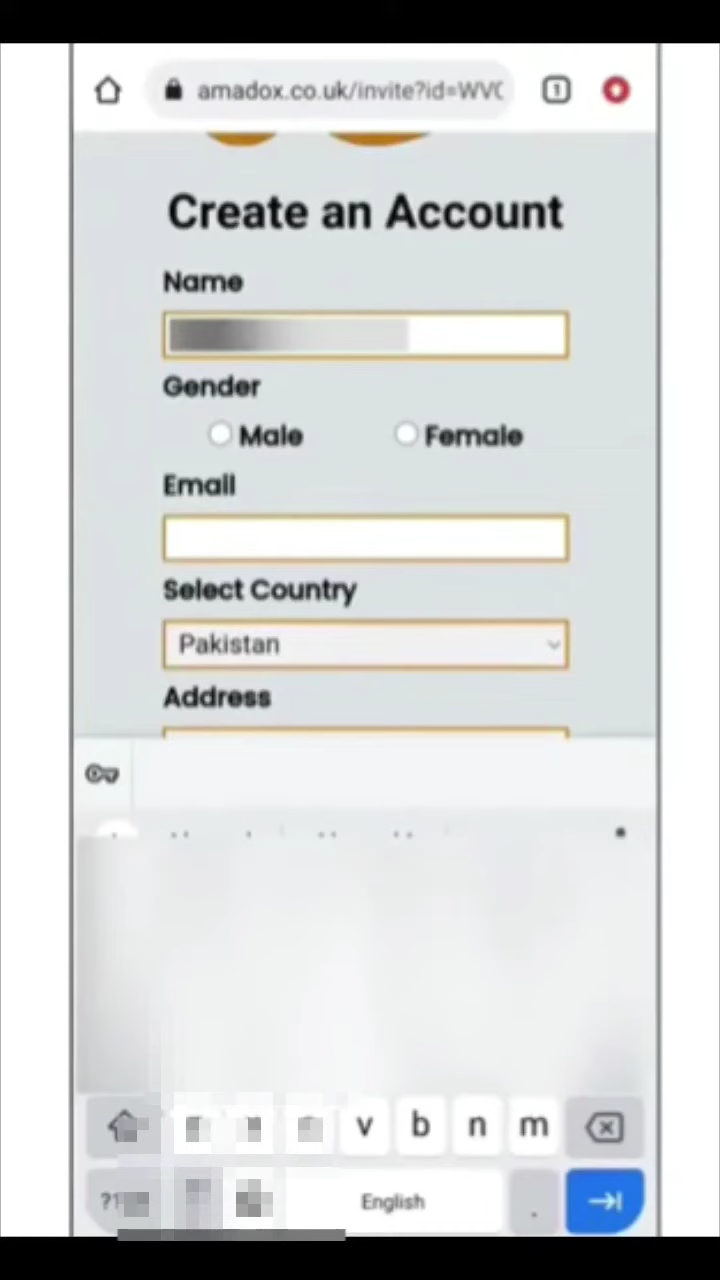 amadox.co.uk/invite?id=WV
1
Create an Account
Name
Gender
Male Female
Email
Select Country
Pakistan
Address
v b n m
English .